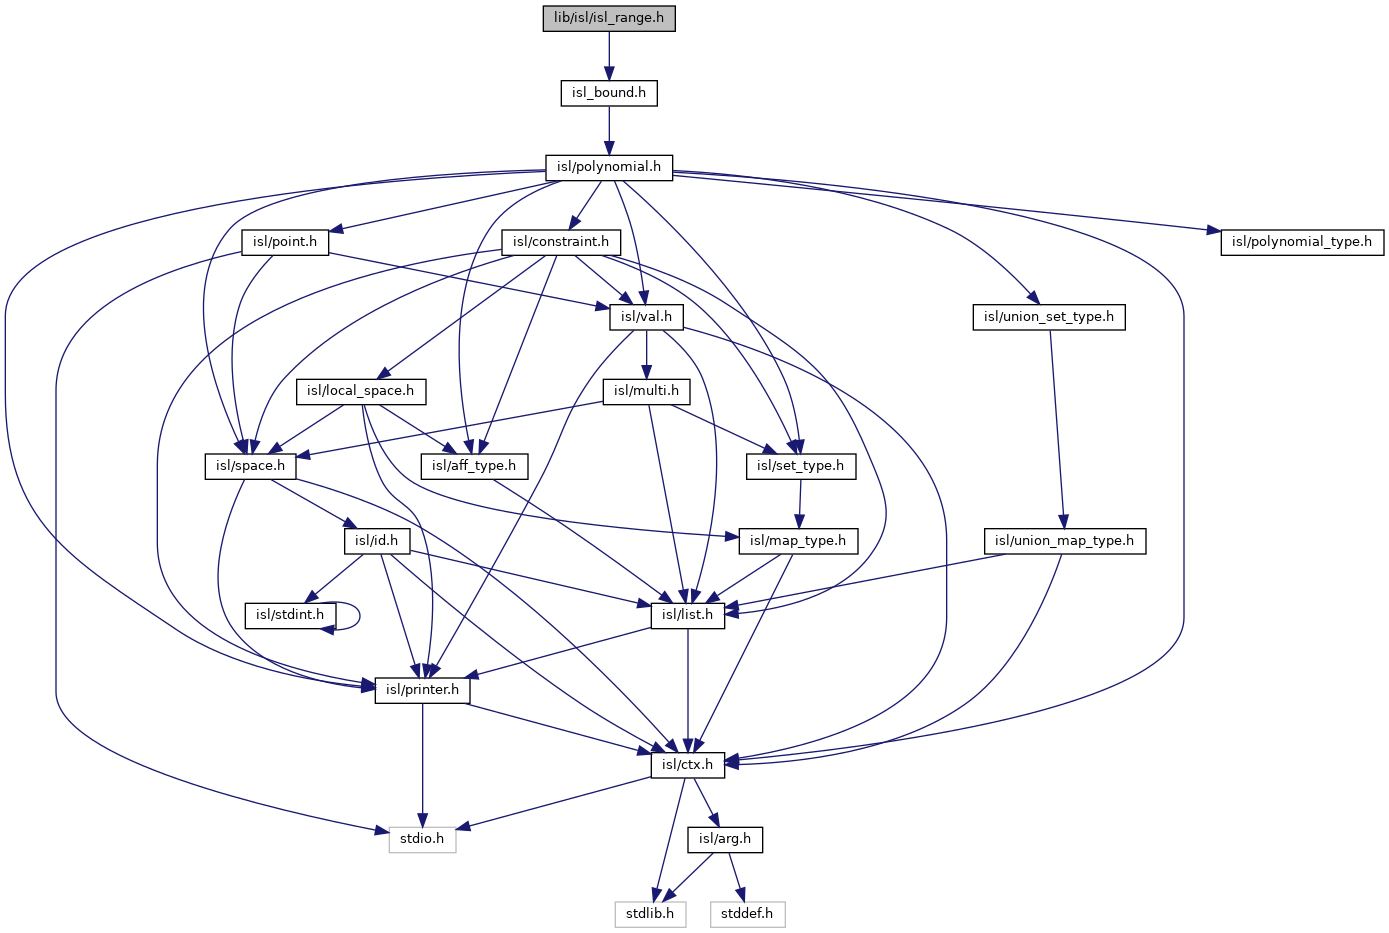 lib/isl/isl_range.h
isl_bound.h
isl/polynomial.h
isl/point.h
isl/constraint.h
isl/polynomial_type.h
isl/val.h
isl/union_set_type.h
isl/local_space.h
isl/multi.h
isl/space.h
isl/aff_type.h
isl/set_type.h
isl/id.h
isl/map_type.h
isl/union_map_type.h
isl/stdint.h
isl/list.h
isl/printer.h
isl/ctx.h
stdio.h
isl/arg.h
stdlib.h
stddef.h